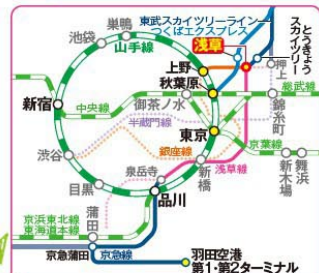 東武スカイツリーライン
つくばエクスプレス
とうきょう
スカイツリー
巣鴨
池袋
山手線
浅草
上野
押上
秋葉原
総武線
新宿
中央線
御茶ノ水
錦糸町
半蔵門線
東京
京葉線
渋谷
銀座線
泉岳寺
新橋
浅草線
新木場
舞浜
目黒
品川
京浜東北線
東海道本線
蒲田
京急蒲田
京急線
羽田空港
第1・第2ターミナル